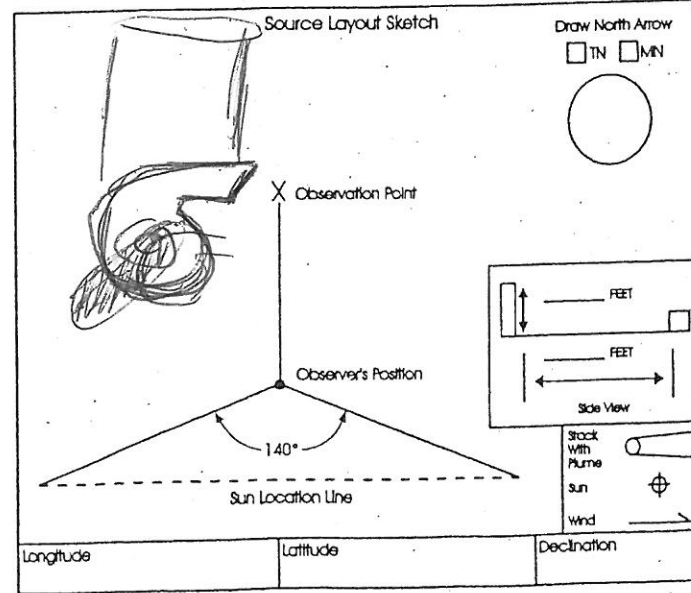 Source Layout Sketch
Draw North Arrow
TN MN
X Observation Point
FEET
FEET
Side View
Observer's Position
140°
Sun Location Line
Stack
With
Plume
Sun
Wind
Longitude
Latitude
Declination